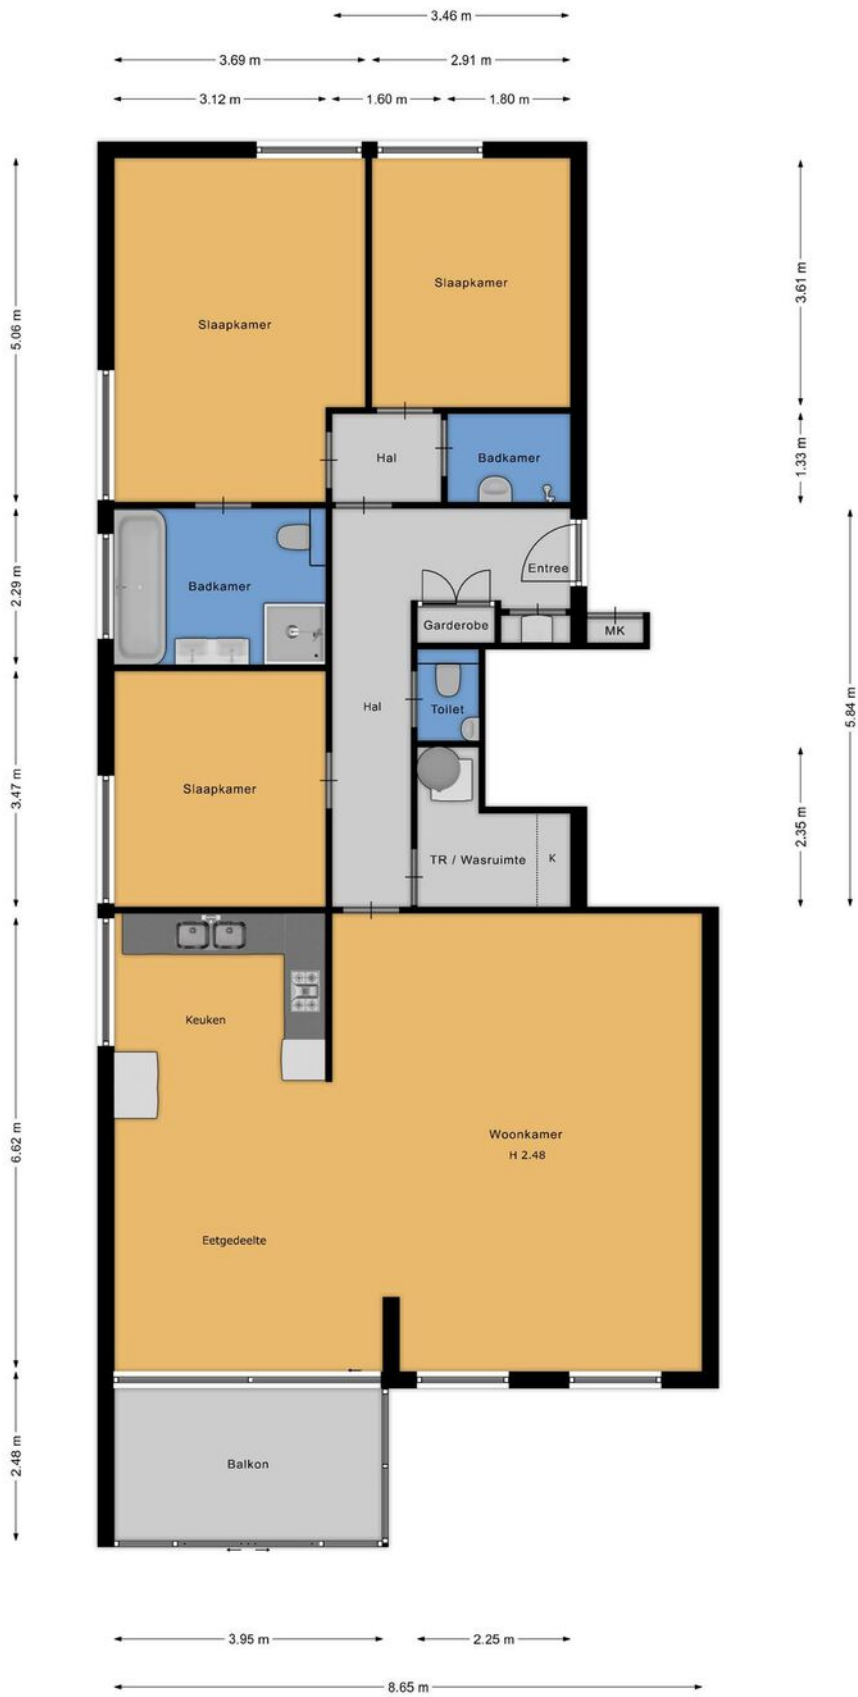 3.46 m
3.69 m
2.91 m
3.12 m
1.60 m
1.80 m
5.06 m
3.61 m
Slaapkamer
Slaapkamer
Hal
Badkamer
1.33 m
2.29 m
Badkamer
Entree
Garderobe
MK
Hal
Toilet
5.84 m
3.47 m
Slaapkamer
2.35 m
TR / Wasruimte
K
Keuken
6.62 m
Woonkamer
H 2.48
Eetgedeelte
2.48 m
Balkon
3.95 m
2.25 m
8.65 m